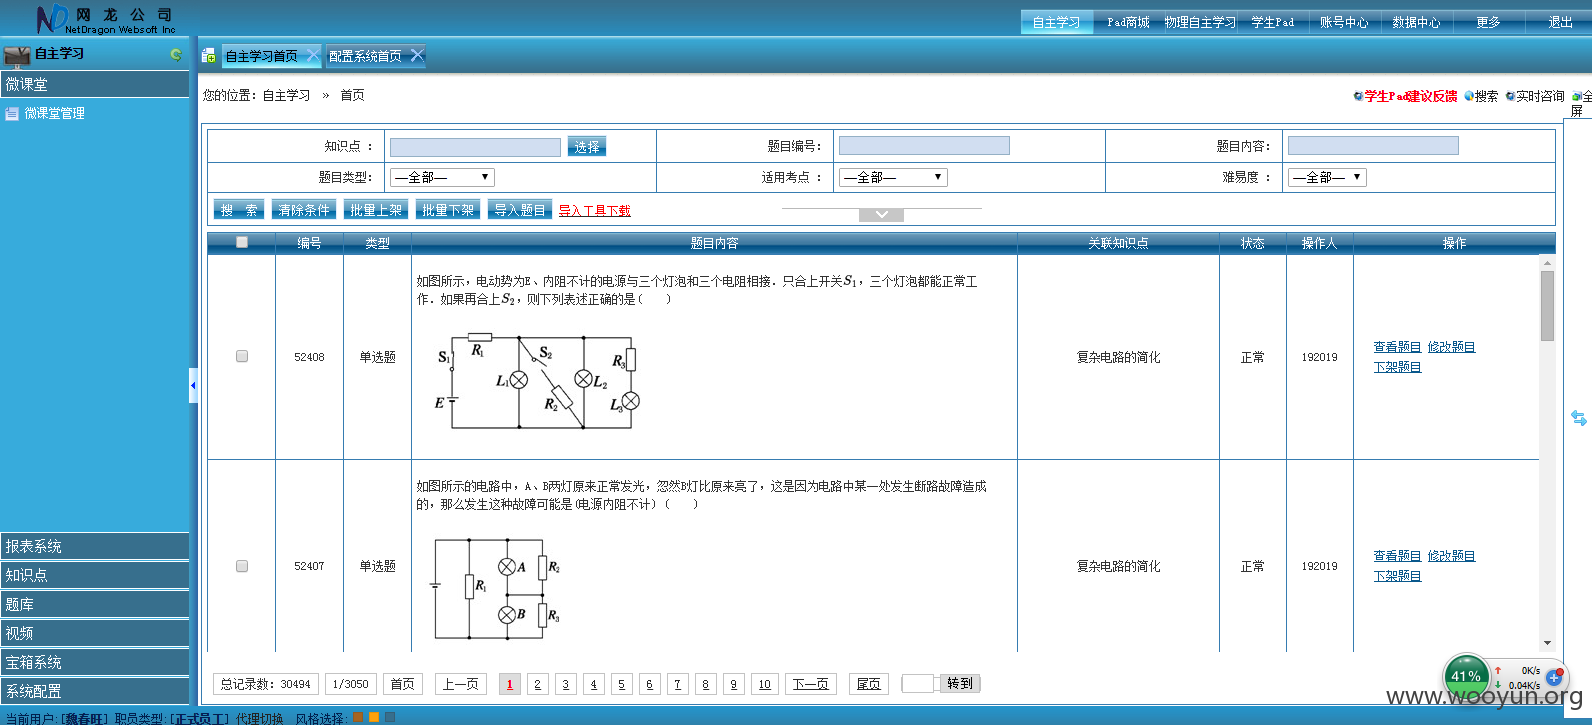 网 龙 公 司
NetDragon Websoft Inc
自主学习 Pad商城 物理自主学习 学生Pad 账号中心 数据中心 更多 退出
自主学习
自主学习首页 配置系统首页
微课堂
微课堂管理
您的位置：自主学习 » 首页
学生Pad建议反馈 搜索 实时咨询 全屏
知识点 ： 选择 题目编号： 题目内容：
题目类型： —全部— 适用考点 ： —全部— 难易度 ： —全部—
搜 索 清除条件 批量上架 批量下架 导入题目 导入工具下载
编号 类型 题目内容 关联知识点 状态 操作人 操作
如图所示，电动势为E、内阻不计的电源与三个灯泡和三个电阻相接．只合上开关S1，三个灯泡都能正常工
作．如果再合上S2，则下列表述正确的是（　　）
S1 R1 S2 R3 L1 L2 E R2 L3
52408 单选题 复杂电路的简化 正常 192019 查看题目 修改题目
下架题目
如图所示的电路中，A、B两灯原来正常发光，忽然B灯比原来亮了，这是因为电路中某一处发生断路故障造成
的，那么发生这种故障可能是(电源内阻不计)（　　）
A R2 R1 B R3
52407 单选题 复杂电路的简化 正常 192019 查看题目 修改题目
下架题目
报表系统
知识点
题库
视频
宝箱系统
系统配置
总记录数：30494 1/3050 首页 上一页 1 2 3 4 5 6 7 8 9 10 下一页 尾页 转到
41% 0K/s
0.04K/s
www.wooyun.org
当前用户:[魏春旺] 职员类型:[正式员工] 代理切换 风格选择: